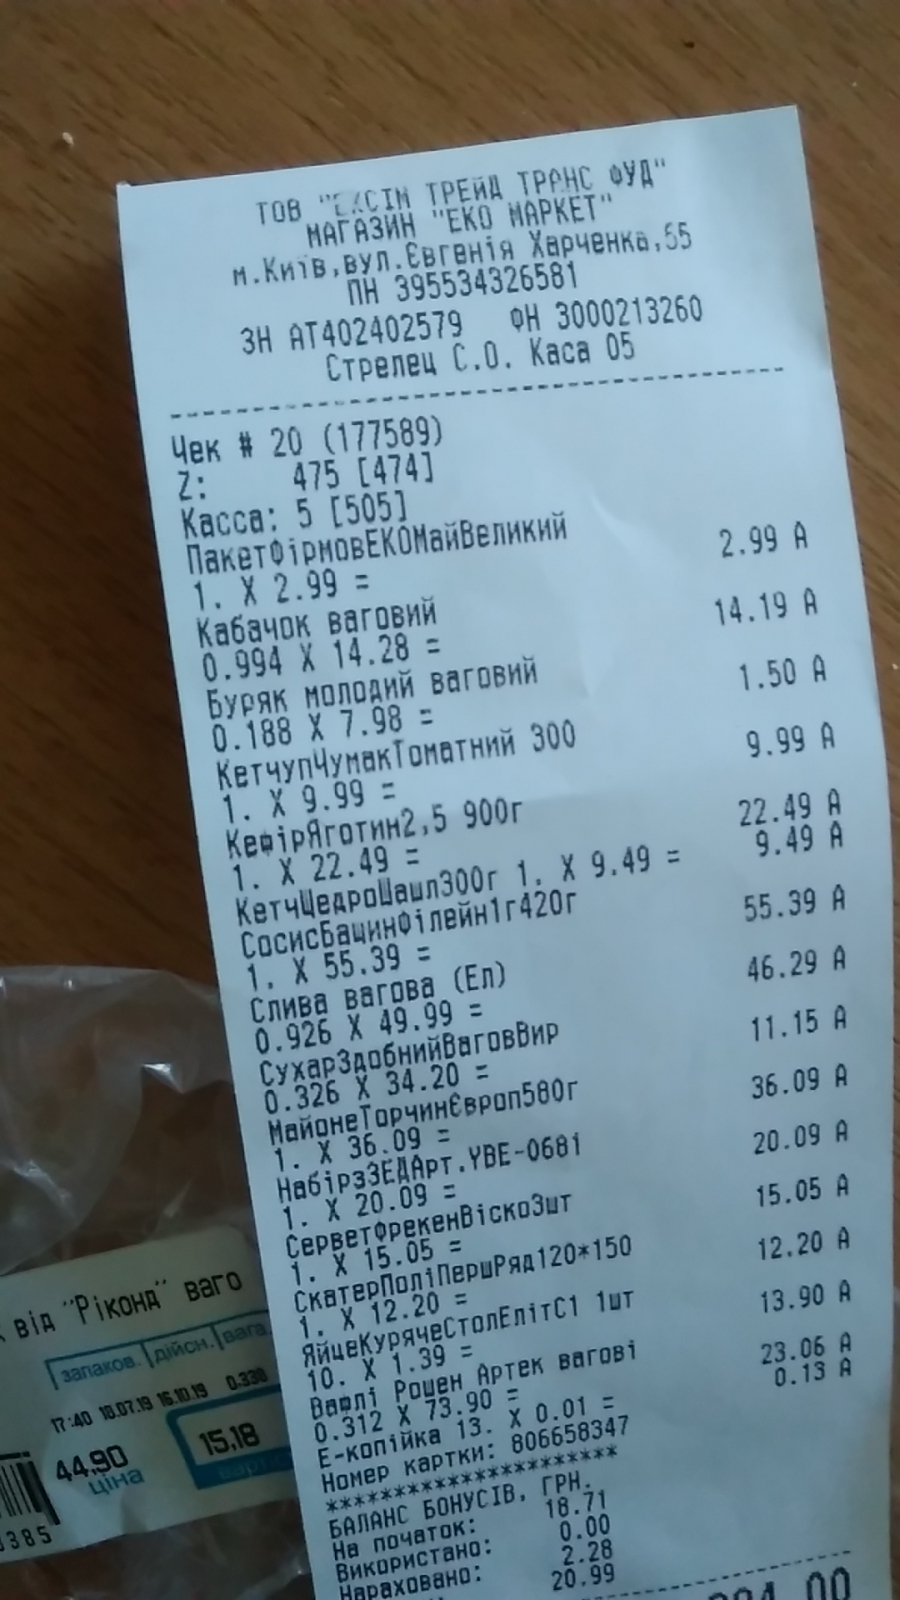 ТОВ "ЕКСІМ ТРЕЙД ТРАНС ФУД"
МАГАЗИН "ЕКО МАРКЕТ"
м.Київ,вул.Євгенія Харченка,55
ПН 395534326581
ЗН АТ402402579 ФН 3000213260
Стрелец С.О. Каса 05
Чек # 20 (177589)
Z: 475 [474]
Касса: 5 [505]
ПакетФірмовЕКОМайВеликий
1. X 2.99 = 2.99 А
Кабачок ваговий
0.994 X 14.28 = 14.19 А
Буряк молодий ваговий
0.188 X 7.98 = 1.50 А
КетчупЧумакТоматний 300
1. X 9.99 = 9.99 А
КефірЯготин2,5 900г
1. X 22.49 = 22.49 А
КетчЩедроШашл300г 1. X 9.49 = 9.49 А
СосисБащинФілейн1г420г
1. X 55.39 = 55.39 А
Слива вагова (Еп)
0.926 X 49.99 = 46.29 А
СухарЗдобнийВаговВир
0.326 X 34.20 = 11.15 А
МайонеТорчинЄвроп580г
1. X 36.09 = 36.09 А
НабірзЗЕДАрт.YBE-068і
1. X 20.09 = 20.09 А
СерветФрекенВіско3шт
1. X 15.05 = 15.05 А
СкатерПоліПершРяд120*150
1. X 12.20 = 12.20 А
ЯйцеКурячеСтолЕлітС1 1шт
10. X 1.39 = 13.90 А
Вафлі Рошен Артек вагові
0.312 X 73.90 = 23.06 А
Е-копійка 13. X 0.01 = 0.13 А
Номер картки: 806658347
*********************
БАЛАНС БОНУСІВ, ГРН.
На початок: 18.71
Використано: 0.00
Нараховано: 2.28
20.99
від "Ріконд" ваго
запаков. дійсн. вага.
17:40 10.07.19 16.10.19 0.330
44,90 15,18
ціна
0385